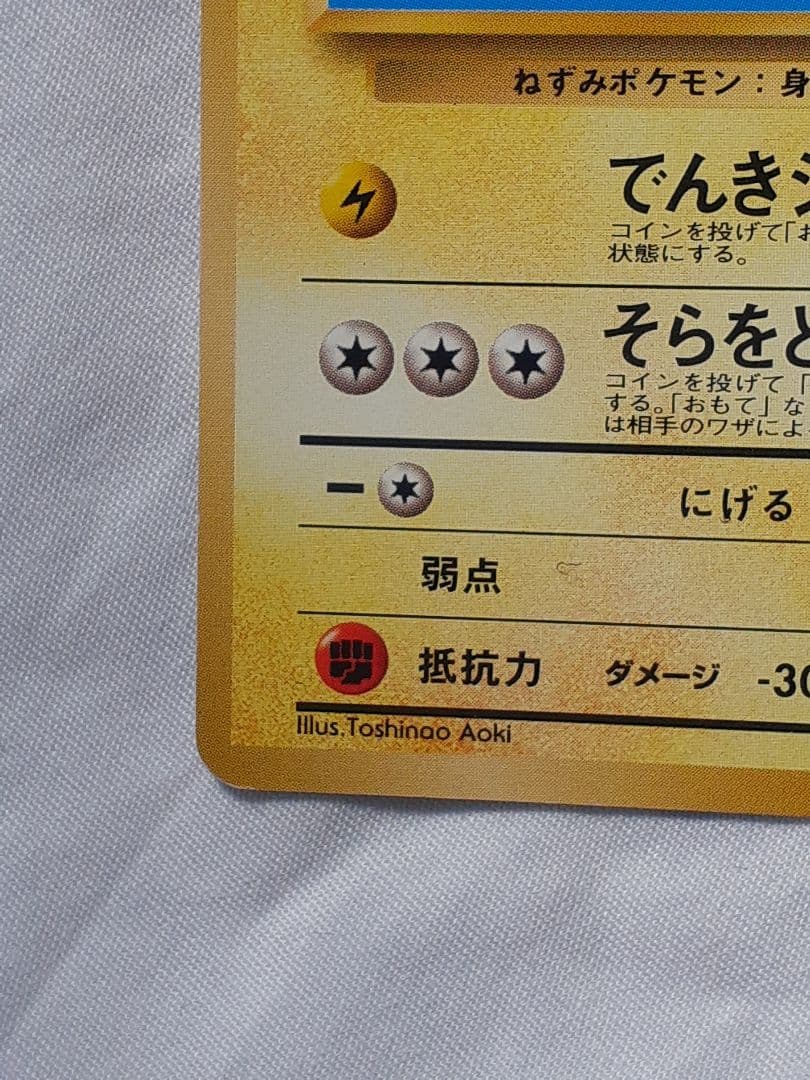 ねずみポケモン：身
でんき
コインを投げて「お
状態にする。
そらをと
コインを投げて「
する。「おもて」な
は相手のワザによ
にげる
弱点
抵抗力 ダメージ -30
Illus.Toshinao Aoki